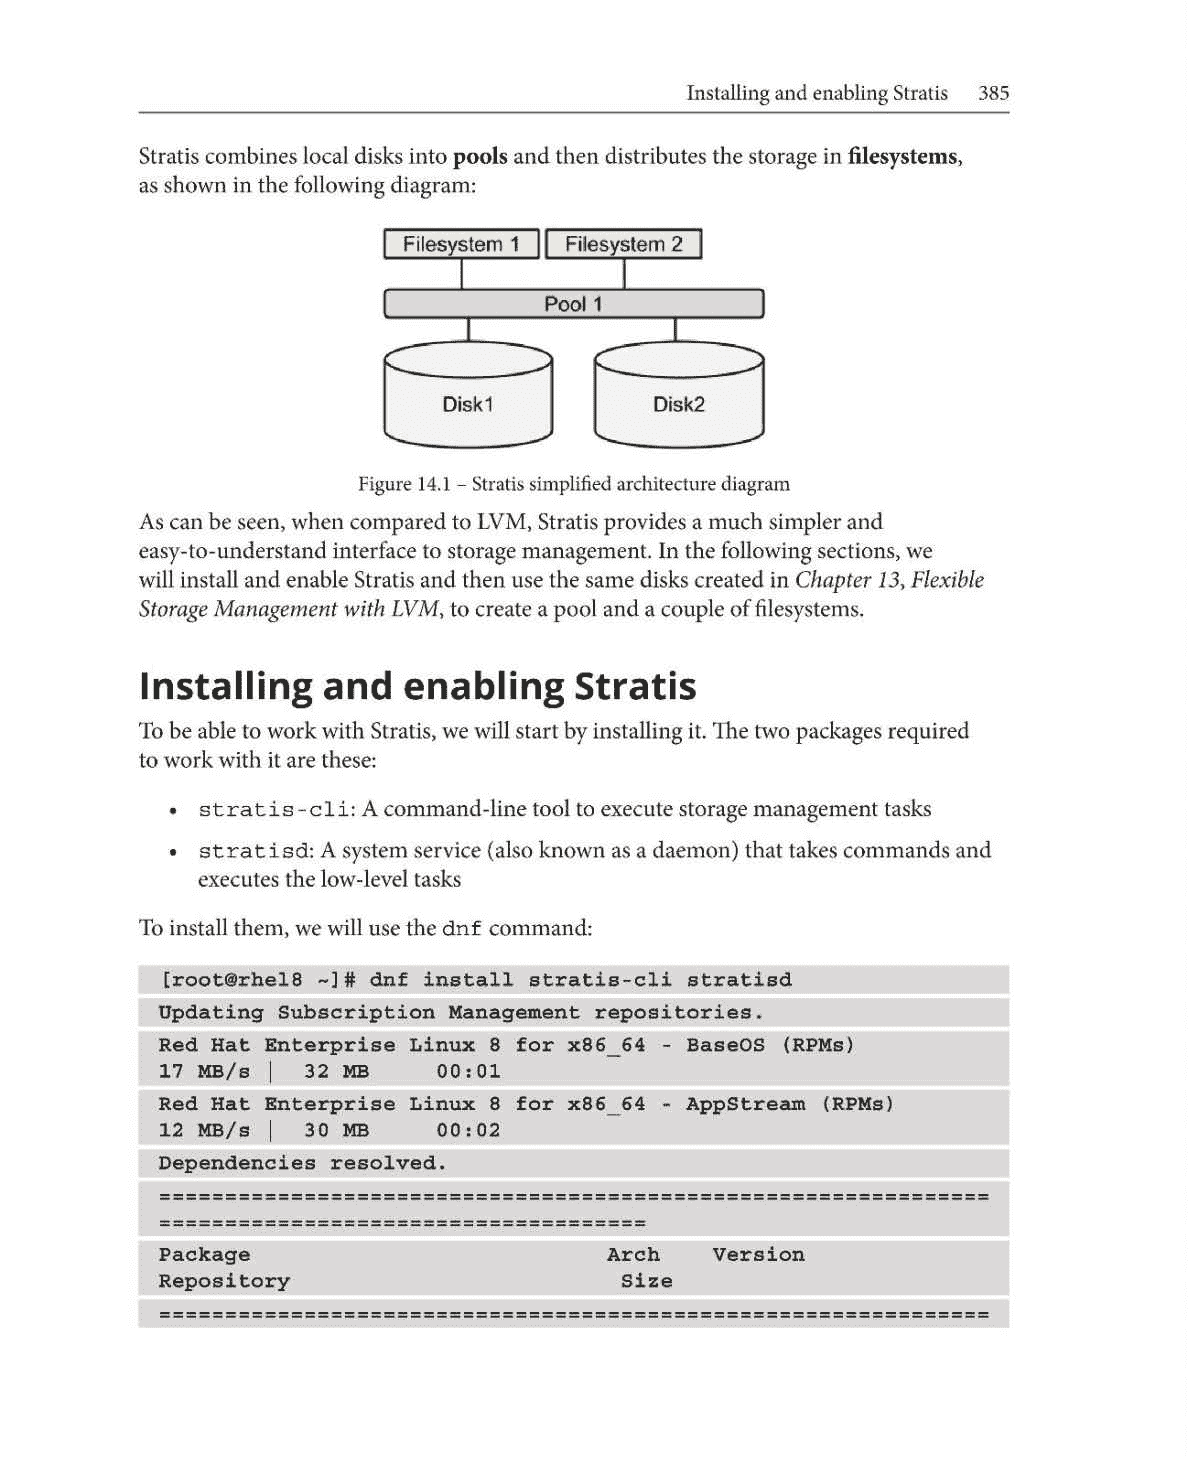 Installing and enabling Stratis 385
Stratis combines local disks into pools and then distributes the storage in filesystems,
as shown in the following diagram:
Filesystem 1 Filesystem 2
Pool 1
Disk1 Disk2
Figure 14.1 – Stratis simplified architecture diagram
As can be seen, when compared to LVM, Stratis provides a much simpler and
easy-to-understand interface to storage management. In the following sections, we
will install and enable Stratis and then use the same disks created in Chapter 13, Flexible
Storage Management with LVM, to create a pool and a couple of filesystems.
Installing and enabling Stratis
To be able to work with Stratis, we will start by installing it. The two packages required
to work with it are these:
• stratis-cli: A command-line tool to execute storage management tasks
• stratisd: A system service (also known as a daemon) that takes commands and
executes the low-level tasks
To install them, we will use the dnf command:
[root@rhel8 ~]# dnf install stratis-cli stratisd
Updating Subscription Management repositories.
Red Hat Enterprise Linux 8 for x86_64 - BaseOS (RPMs)
17 MB/s | 32 MB 00:01
Red Hat Enterprise Linux 8 for x86_64 - AppStream (RPMs)
12 MB/s | 30 MB 00:02
Dependencies resolved.
===============================================================
=====================================
Package Arch Version
Repository Size
===============================================================